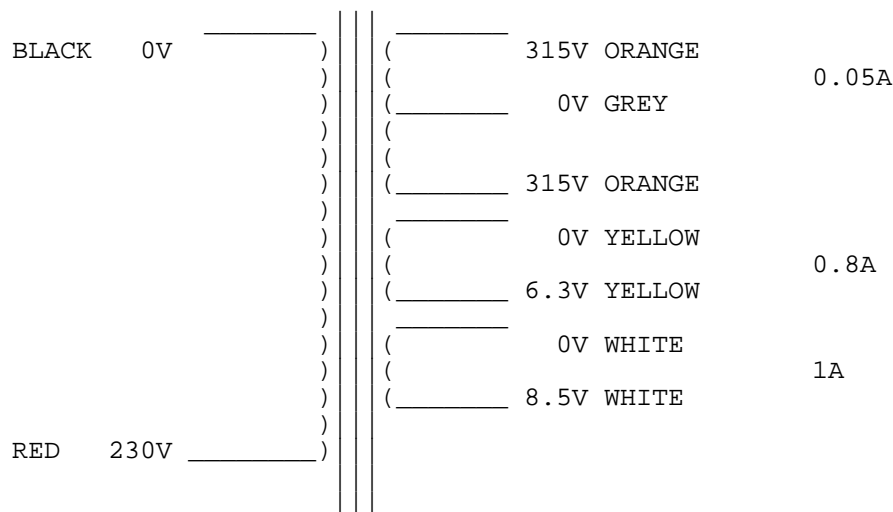 BLACK 0V 315V ORANGE
0.05A
0V GREY
315V ORANGE
0V YELLOW
0.8A
6.3V YELLOW
0V WHITE
1A
8.5V WHITE
RED 230V